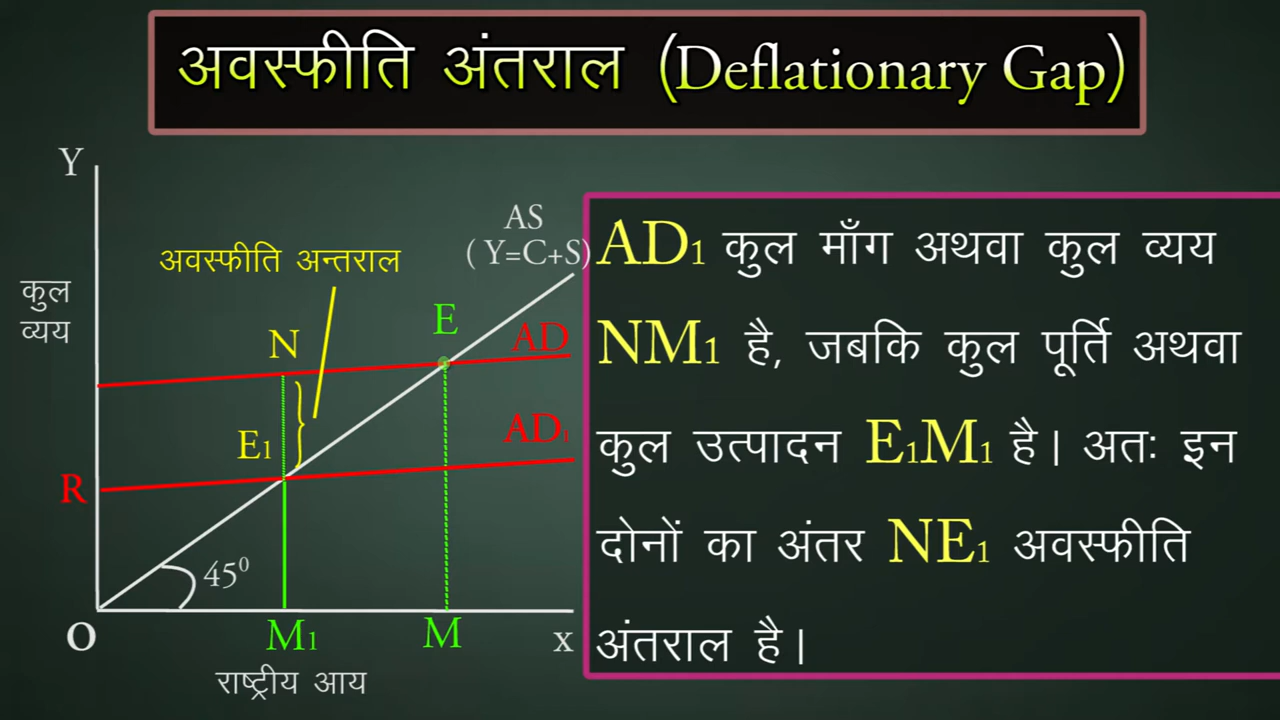 अवस्फीति अंतराल (Deflationary Gap)
Y
AS
( Y=C+S)
अवस्फीति अन्तराल
कुल
व्यय
E
N
AD
E1
AD1
R
45⁰
O
M1
M
x
राष्ट्रीय आय
AD1 कुल माँग अथवा कुल व्यय
NM1 है, जबकि कुल पूर्ति अथवा
कुल उत्पादन E1M1 है। अतः इन
दोनों का अंतर NE1 अवस्फीति
अंतराल है।